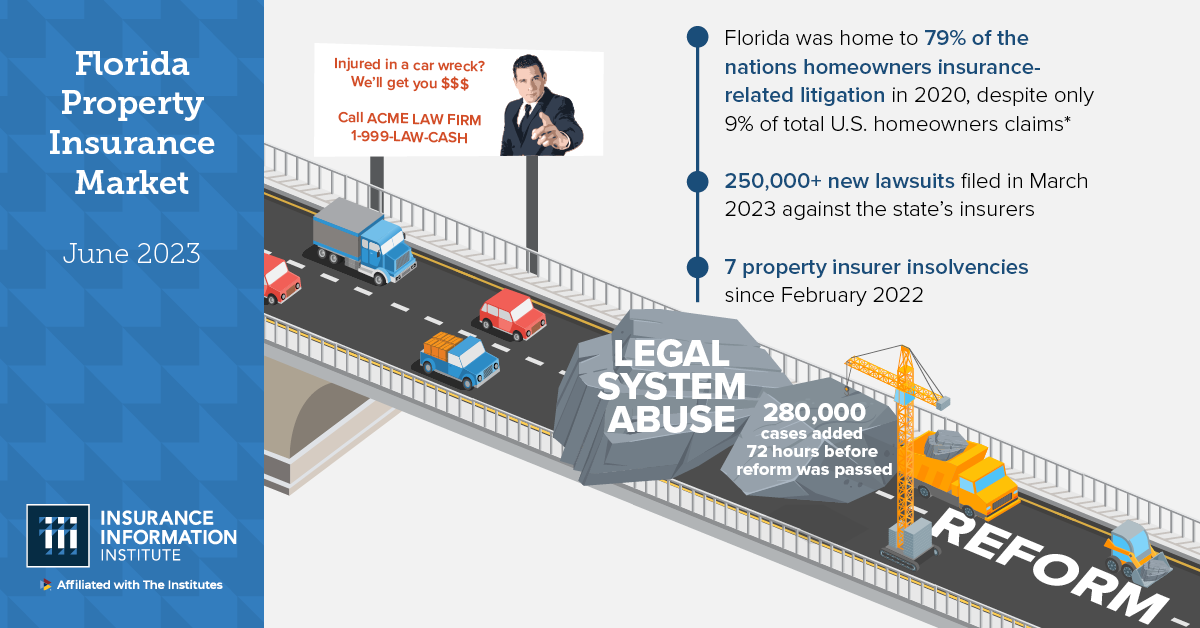 Florida
Property
Insurance
Market
June 2023
INSURANCE
INFORMATION
INSTITUTE
Affiliated with The Institutes
Injured in a car wreck?
We'll get you $$$
Call ACME LAW FIRM
1-999-LAW-CASH
Florida was home to 79% of the
nations homeowners insurance-
related litigation in 2020, despite only
9% of total U.S. homeowners claims*
250,000+ new lawsuits filed in March
2023 against the state's insurers
7 property insurer insolvencies
since February 2022
LEGAL
SYSTEM
ABUSE
280,000
cases added
72 hours before
reform was passed
REFORM